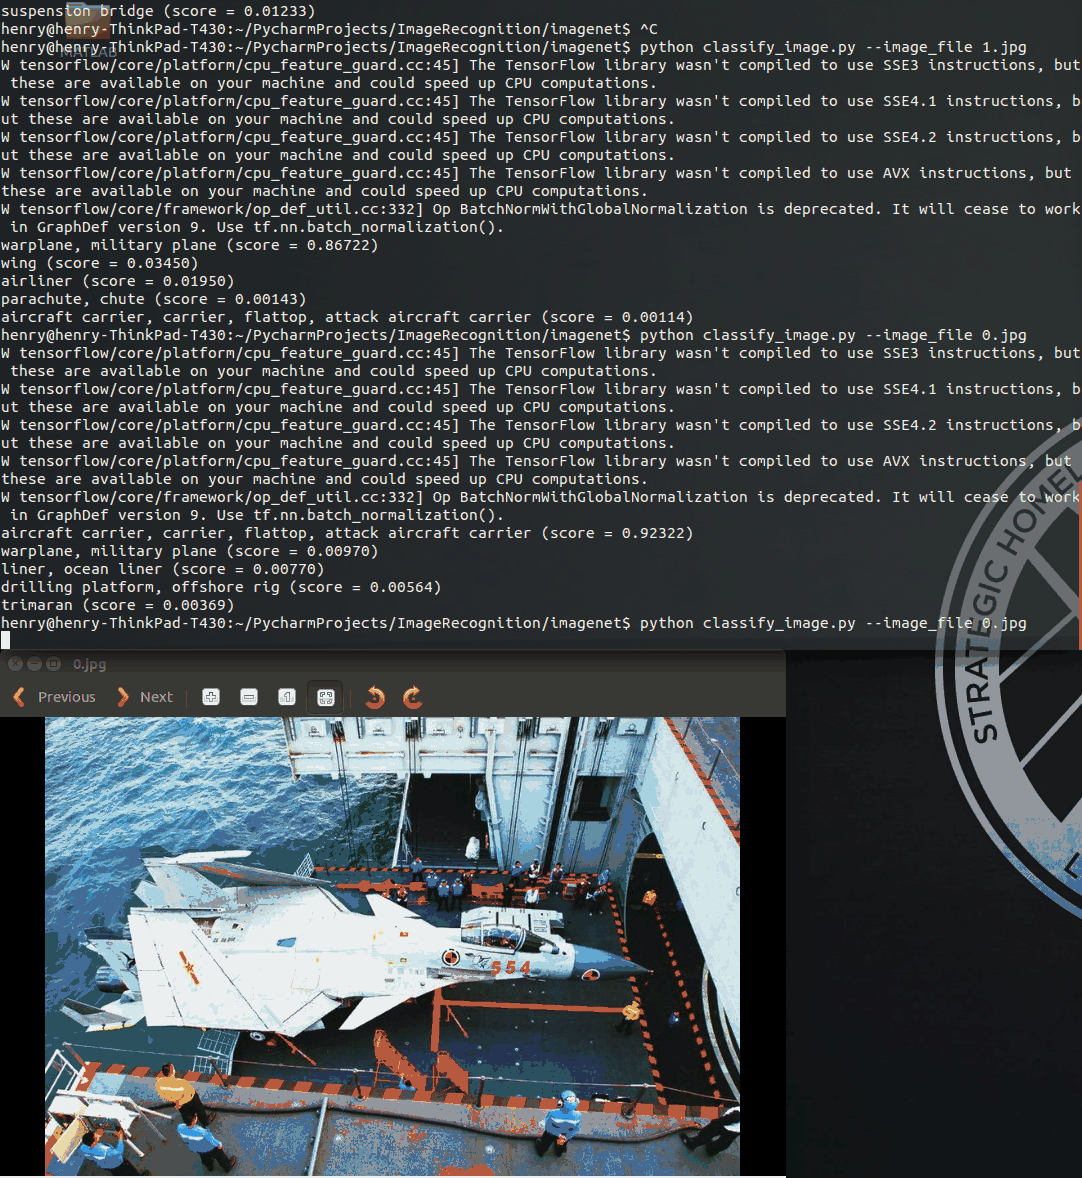 suspension bridge (score = 0.01233)
henry@henry-ThinkPad-T430:~/PycharmProjects/ImageRecognition/imagenet$ ^C
henry@henry-ThinkPad-T430:~/PycharmProjects/ImageRecognition/imagenet$ python classify_image.py --image_file 1.jpg
W tensorflow/core/platform/cpu_feature_guard.cc:45] The TensorFlow library wasn't compiled to use SSE3 instructions, but
these are available on your machine and could speed up CPU computations.
W tensorflow/core/platform/cpu_feature_guard.cc:45] The TensorFlow library wasn't compiled to use SSE4.1 instructions, b
ut these are available on your machine and could speed up CPU computations.
W tensorflow/core/platform/cpu_feature_guard.cc:45] The TensorFlow library wasn't compiled to use SSE4.2 instructions, b
ut these are available on your machine and could speed up CPU computations.
W tensorflow/core/platform/cpu_feature_guard.cc:45] The TensorFlow library wasn't compiled to use AVX instructions, but
these are available on your machine and could speed up CPU computations.
W tensorflow/core/framework/op_def_util.cc:332] Op BatchNormWithGlobalNormalization is deprecated. It will cease to work
in GraphDef version 9. Use tf.nn.batch_normalization().
warplane, military plane (score = 0.86722)
wing (score = 0.03450)
airliner (score = 0.01950)
parachute, chute (score = 0.00143)
aircraft carrier, carrier, flattop, attack aircraft carrier (score = 0.00114)
henry@henry-ThinkPad-T430:~/PycharmProjects/ImageRecognition/imagenet$ python classify_image.py --image_file 0.jpg
W tensorflow/core/platform/cpu_feature_guard.cc:45] The TensorFlow library wasn't compiled to use SSE3 instructions, but
these are available on your machine and could speed up CPU computations.
W tensorflow/core/platform/cpu_feature_guard.cc:45] The TensorFlow library wasn't compiled to use SSE4.1 instructions, b
ut these are available on your machine and could speed up CPU computations.
W tensorflow/core/platform/cpu_feature_guard.cc:45] The TensorFlow library wasn't compiled to use SSE4.2 instructions, b
ut these are available on your machine and could speed up CPU computations.
W tensorflow/core/platform/cpu_feature_guard.cc:45] The TensorFlow library wasn't compiled to use AVX instructions, but
these are available on your machine and could speed up CPU computations.
W tensorflow/core/framework/op_def_util.cc:332] Op BatchNormWithGlobalNormalization is deprecated. It will cease to work
in GraphDef version 9. Use tf.nn.batch_normalization().
aircraft carrier, carrier, flattop, attack aircraft carrier (score = 0.92322)
warplane, military plane (score = 0.00970)
liner, ocean liner (score = 0.00770)
drilling platform, offshore rig (score = 0.00564)
trimaran (score = 0.00369)
henry@henry-ThinkPad-T430:~/PycharmProjects/ImageRecognition/imagenet$ python classify_image.py --image_file 0.jpg
STRATEGIC HOMEL
0.jpg
Previous Next
554